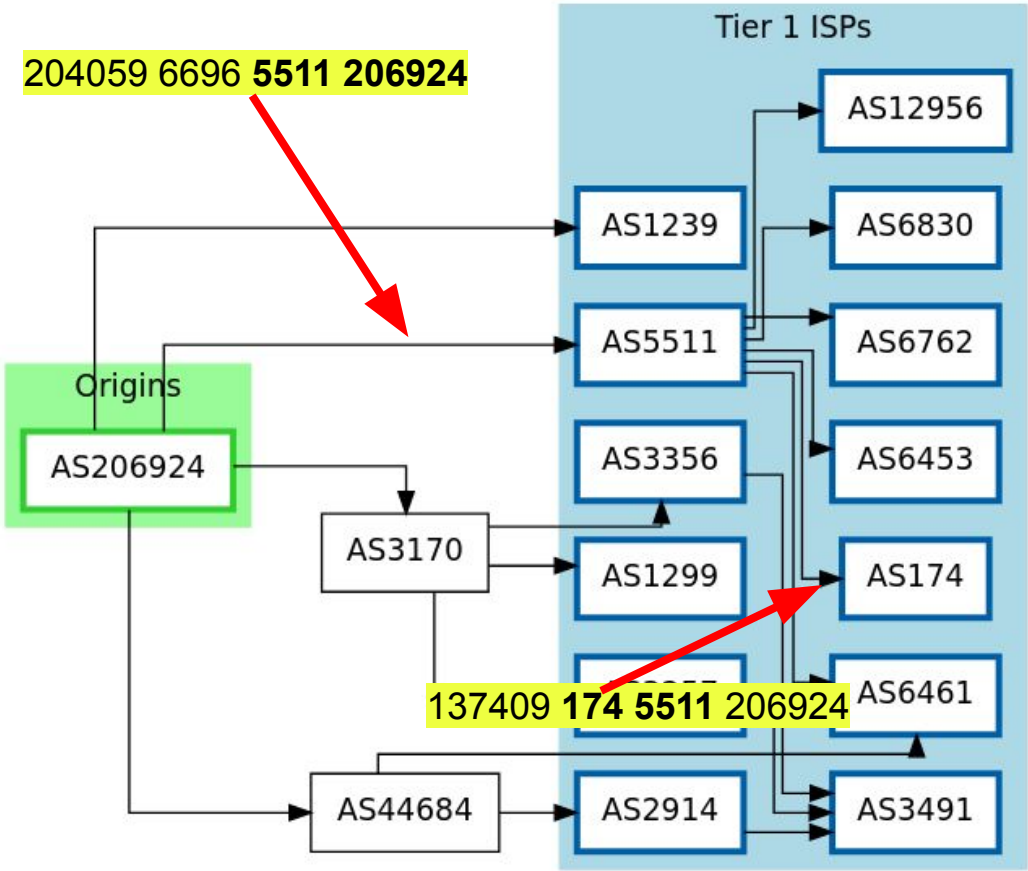 Tier 1 ISPs
204059 6696 5511 206924
AS12956
AS1239
AS6830
AS5511
AS6762
Origins
AS206924
AS3356
AS6453
AS3170
AS1299
AS174
137409 174 5511 206924
AS6461
AS44684
AS2914
AS3491